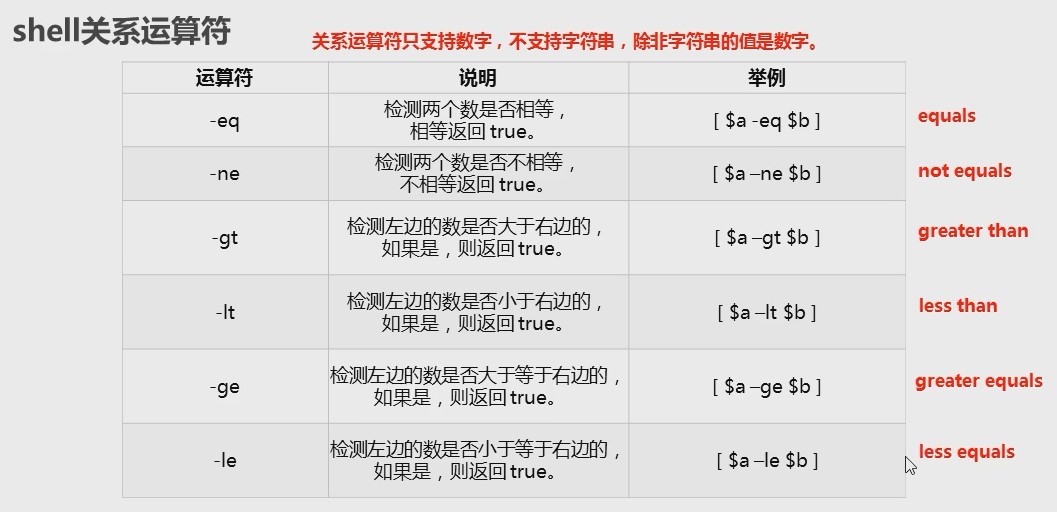 shell关系运算符
关系运算符只支持数字，不支持字符串，除非字符串的值是数字。
运算符 说明 举例
-eq 检测两个数是否相等， [ $a -eq $b ] equals
相等返回 true。
-ne 检测两个数是否不相等， [ $a –ne $b ] not equals
不相等返回 true。
-gt 检测左边的数是否大于右边的， [ $a –gt $b ] greater than
如果是，则返回 true。
-lt 检测左边的数是否小于右边的， [ $a –lt $b ] less than
如果是，则返回 true。
-ge 检测左边的数是否大于等于右边的， [ $a –ge $b ] greater equals
如果是，则返回 true。
-le 检测左边的数是否小于等于右边的， [ $a –le $b ] less equals
如果是，则返回 true。